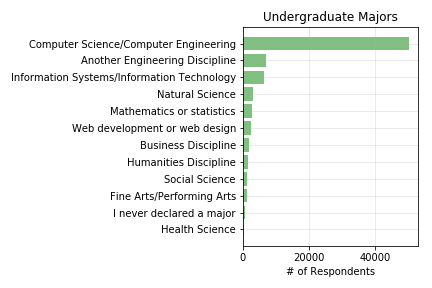 Undergraduate Majors
Computer Science/Computer Engineering
Another Engineering Discipline
Information Systems/Information Technology
Natural Science
Mathematics or statistics
Web development or web design
Business Discipline
Humanities Discipline
Social Science
Fine Arts/Performing Arts
I never declared a major
Health Science
0 20000 40000
# of Respondents